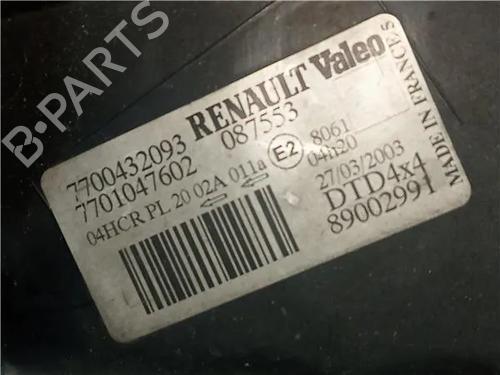 B-PARTS
RENAULT Valeo
7700432093 087553
7701047602 E2 8061
04HCR PL 20 02A 011a 04h20
27/03/2003
DTD4x4
89002991
MADE IN FRANCE